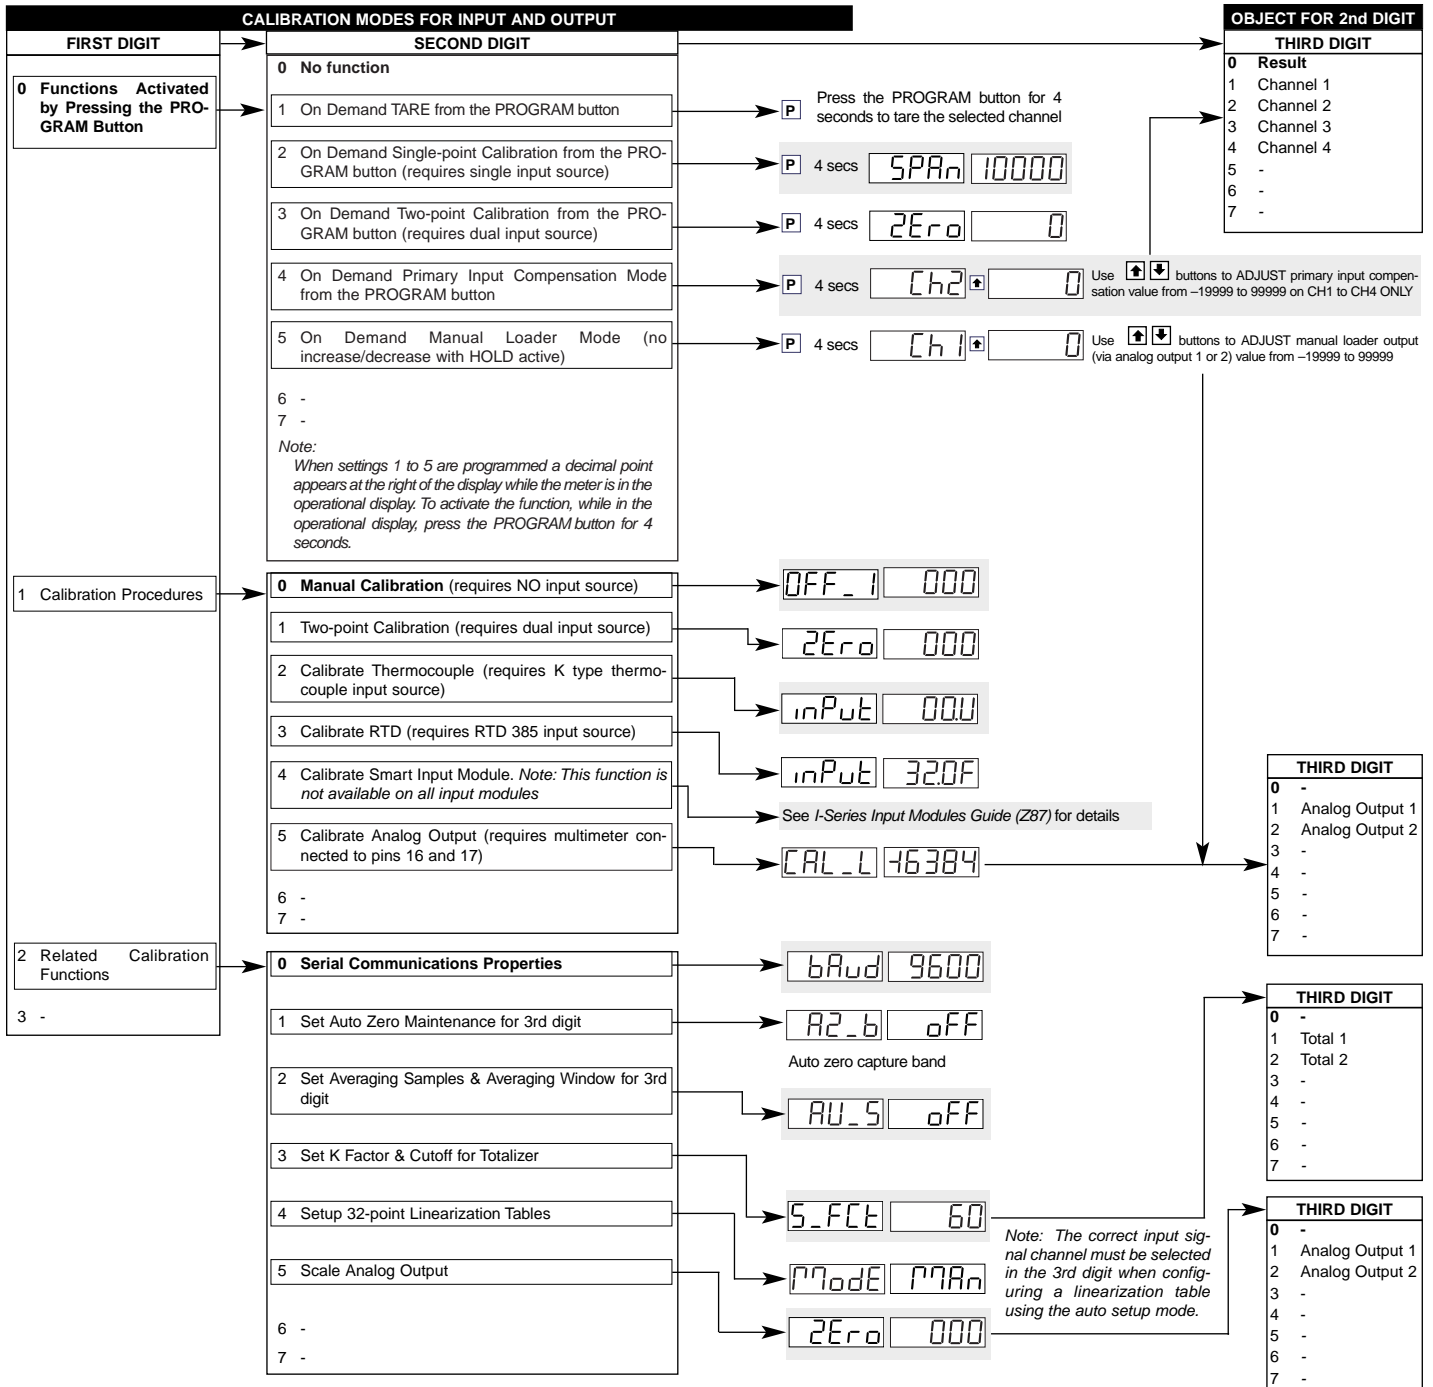 CALIBRATION MODES FOR INPUT AND OUTPUT
OBJECT FOR 2nd DIGIT
FIRST DIGIT
SECOND DIGIT
THIRD DIGIT
0 Functions Activated
by Pressing the PRO-
GRAM Button
0 No function
1 On Demand TARE from the PROGRAM button
P Press the PROGRAM button for 4
seconds to tare the selected channel
2 On Demand Single-point Calibration from the PRO-
GRAM button (requires single input source)
P 4 secs SPAn 10000
3 On Demand Two-point Calibration from the PRO-
GRAM button (requires dual input source)
P 4 secs ZEro 0
4 On Demand Primary Input Compensation Mode
from the PROGRAM button
P 4 secs Ch2 0
Use buttons to ADJUST primary input compen-
sation value from –19999 to 99999 on CH1 to CH4 ONLY
5 On Demand Manual Loader Mode (no
increase/decrease with HOLD active)
P 4 secs Ch1 0
Use buttons to ADJUST manual loader output
(via analog output 1 or 2) value from –19999 to 99999
6 -
7 -
Note:
When settings 1 to 5 are programmed a decimal point
appears at the right of the display while the meter is in the
operational display. To activate the function, while in the
operational display, press the PROGRAM button for 4
seconds.
0 Result
1 Channel 1
2 Channel 2
3 Channel 3
4 Channel 4
5 -
6 -
7 -
1 Calibration Procedures
0 Manual Calibration (requires NO input source)
OFF_1 000
1 Two-point Calibration (requires dual input source)
ZEro 000
2 Calibrate Thermocouple (requires K type thermo-
couple input source)
inPut 00.U
3 Calibrate RTD (requires RTD 385 input source)
inPut 32.0F
4 Calibrate Smart Input Module. Note: This function is
not available on all input modules
See I-Series Input Modules Guide (Z87) for details
5 Calibrate Analog Output (requires multimeter con-
nected to pins 16 and 17)
CAL_L -16384
6 -
7 -
THIRD DIGIT
0 -
1 Analog Output 1
2 Analog Output 2
3 -
4 -
5 -
6 -
7 -
2 Related Calibration
Functions
3 -
0 Serial Communications Properties
bAud 9600
1 Set Auto Zero Maintenance for 3rd digit
AZ_b oFF
Auto zero capture band
2 Set Averaging Samples & Averaging Window for 3rd
digit
AV_S oFF
3 Set K Factor & Cutoff for Totalizer
S_FCt 60
4 Setup 32-point Linearization Tables
ModE MAn
5 Scale Analog Output
ZEro 000
6 -
7 -
Note: The correct input sig-
nal channel must be selected
in the 3rd digit when config-
uring a linearization table
using the auto setup mode.
THIRD DIGIT
0 -
1 Total 1
2 Total 2
3 -
4 -
5 -
6 -
7 -
THIRD DIGIT
0 -
1 Analog Output 1
2 Analog Output 2
3 -
4 -
5 -
6 -
7 -